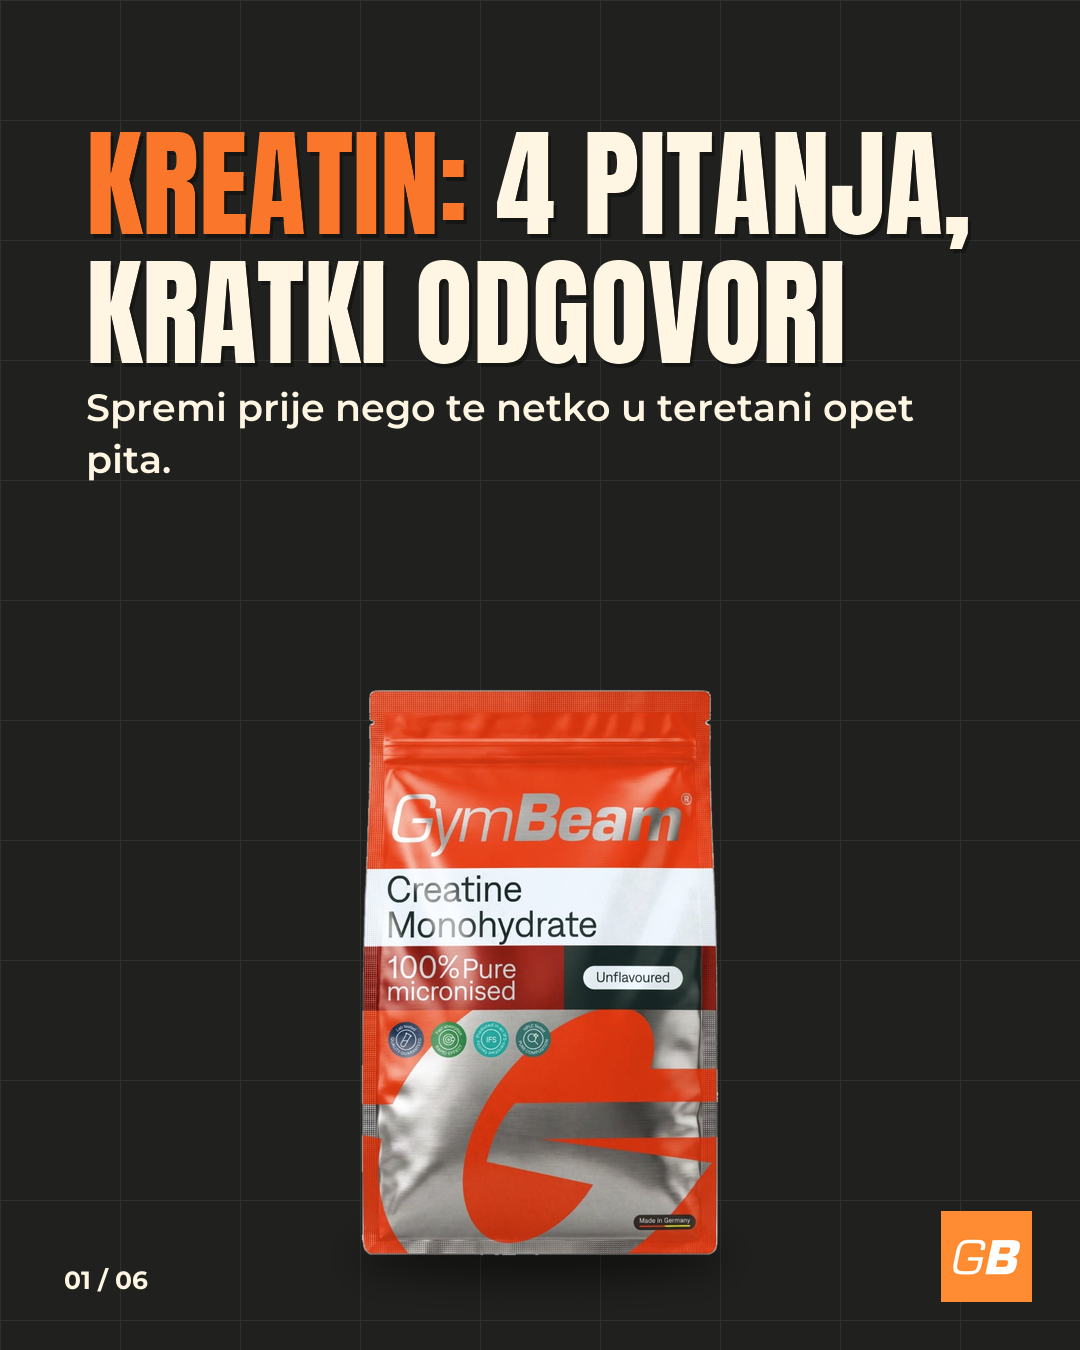 KREATIN: 4 PITANJA,
KRATKI ODGOVORI
Spremi prije nego te netko u teretani opet
pita.
GymBeam®
Creatine
Monohydrate
100% Pure
micronised
Unflavoured
IFS
Made in Germany
01 / 06
GB